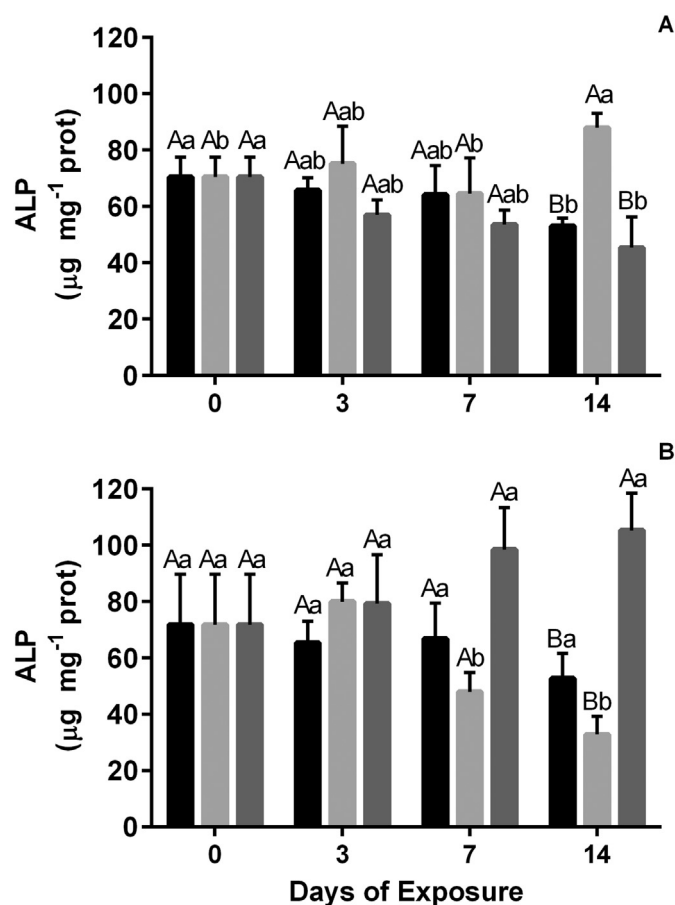 A
120
100
80
60
40
20
0
ALP
(µg mg⁻¹ prot)
Aa Ab Aa
Aab Aab Aab
Aab Ab Aab
Bb Aa Bb
0 3 7 14
B
120
100
80
60
40
20
0
ALP
(µg mg⁻¹ prot)
Aa Aa Aa
Aa Aa Aa
Aa Ab Aa
Ba Bb Aa
0 3 7 14
Days of Exposure